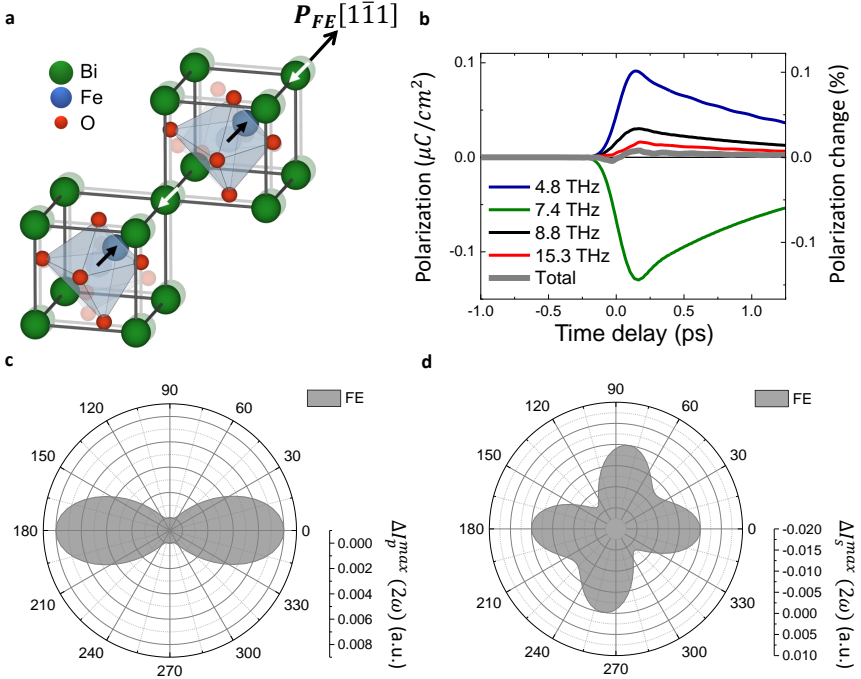 a
P_FE[11̄1]
Bi
Fe
O
b
Polarization (μC/cm²)
0.1
0.0
-0.1
4.8 THz
7.4 THz
8.8 THz
15.3 THz
Total
-1.0 -0.5 0.0 0.5 1.0
Time delay (ps)
0.1
0.0
-0.1
Polarization change (%)
c
FE
90
120 60
150 30
180 0
210 330
240 300
270
0.000
0.002
0.004
0.006
0.008
ΔI_p^max (2ω) (a.u.)
d
FE
90
120 60
150 30
180 0
210 330
240 300
270
-0.020
-0.015
-0.010
-0.005
0.000
0.005
0.010
ΔI_s^max (2ω) (a.u.)